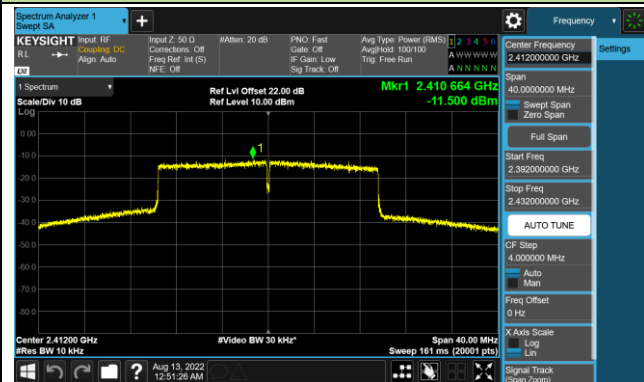 Spectrum Analyzer 1
Swept SA
Frequency
KEYSIGHT
RL
LXI
Input: RF
Coupling: DC
Align: Auto
Input Z: 50 Ω
Corrections: Off
Freq Ref: Int (S)
NFE: Off
#Atten: 20 dB
PNO: Fast
Gate: Off
IF Gain: Low
Sig Track: Off
Avg Type: Power (RMS)
Avg|Hold: 100/100
Trig: Free Run
1 2 3 4 5 6
A W W W W W
A N N N N N
1 Spectrum
Scale/Div 10 dB
Log
Ref Lvl Offset 22.00 dB
Ref Level 10.00 dBm
Mkr1 2.410 664 GHz
-11.500 dBm
1
0.00
-10.0
-20.0
-30.0
-40.0
-50.0
-60.0
-70.0
-80.0
Center 2.41200 GHz
#Res BW 10 kHz
#Video BW 30 kHz*
Span 40.00 MHz
Sweep 161 ms (20001 pts)
Center Frequency
2.412000000 GHz
Settings
Span
40.0000000 MHz
Swept Span
Zero Span
Full Span
Start Freq
2.392000000 GHz
Stop Freq
2.432000000 GHz
AUTO TUNE
CF Step
4.000000 MHz
Auto
Man
Freq Offset
0 Hz
X Axis Scale
Log
Lin
Signal Track
(Span Zoom)
Aug 13, 2022
12:51:26 AM